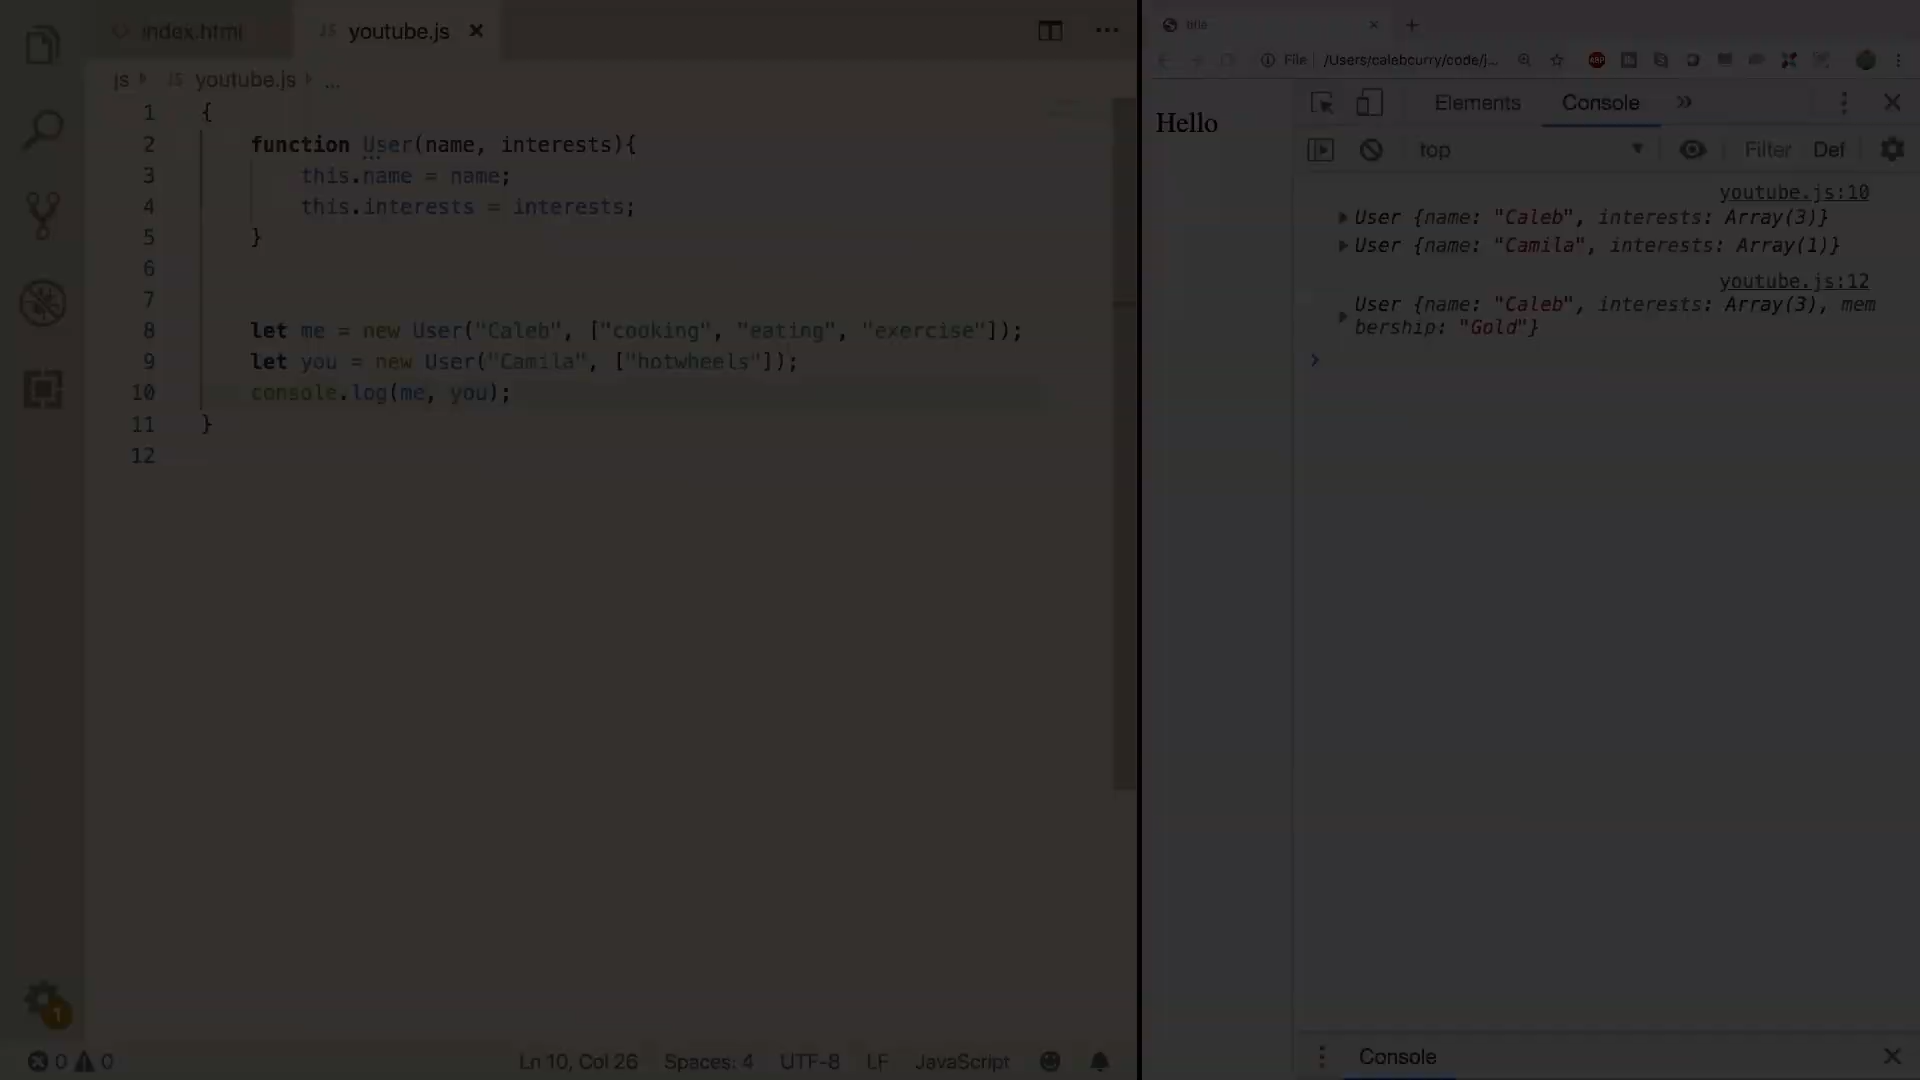 index.html
JS youtube.js
js JS youtube.js ...
1 {
2 function User(name, interests){
3 this.name = name;
4 this.interests = interests;
5 }
6
7
8 let me = new User("Caleb", ["cooking", "eating", "exercise"]);
9 let you = new User("Camila", ["hotwheels"]);
10 console.log(me, you);
11 }
12
1
0 0
Ln 10, Col 26 Spaces: 4 UTF-8 LF JavaScript
title
File /Users/calebcurry/code/j...
ABP
Hello
Elements Console »
top Filter Def
youtube.js:10
User {name: "Caleb", interests: Array(3)}
User {name: "Camila", interests: Array(1)}
youtube.js:12
User {name: "Caleb", interests: Array(3), mem
bership: "Gold"}
Console